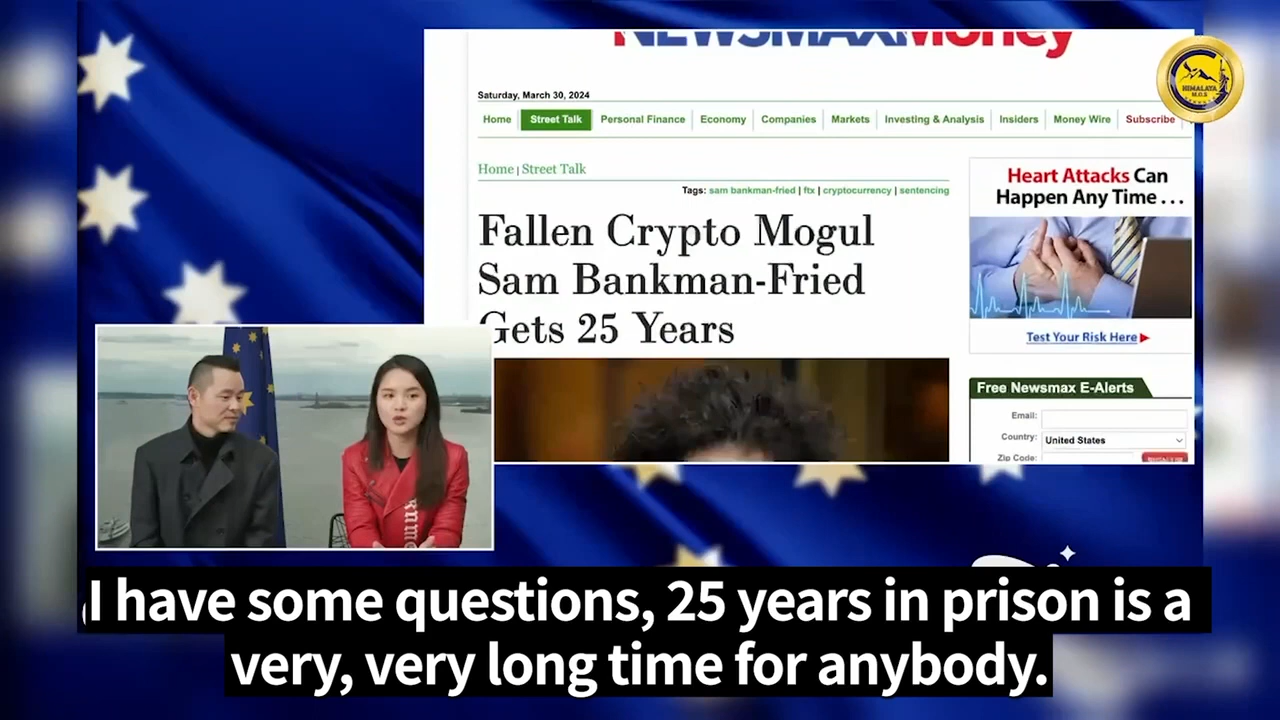 NEWSMAXMoney
Saturday, March 30, 2024
Home Street Talk Personal Finance Economy Companies Markets Investing & Analysis Insiders Money Wire Subscribe
Home | Street Talk
Tags: sam bankman-fried | ftx | cryptocurrency | sentencing
Fallen Crypto Mogul
Sam Bankman-Fried
Gets 25 Years
Heart Attacks Can
Happen Any Time . . .
Test Your Risk Here
Free Newsmax E-Alerts
Email:
Country: United States
Zip Code:
HIMALAYA
M.O.S
I have some questions, 25 years in prison is a
very, very long time for anybody.